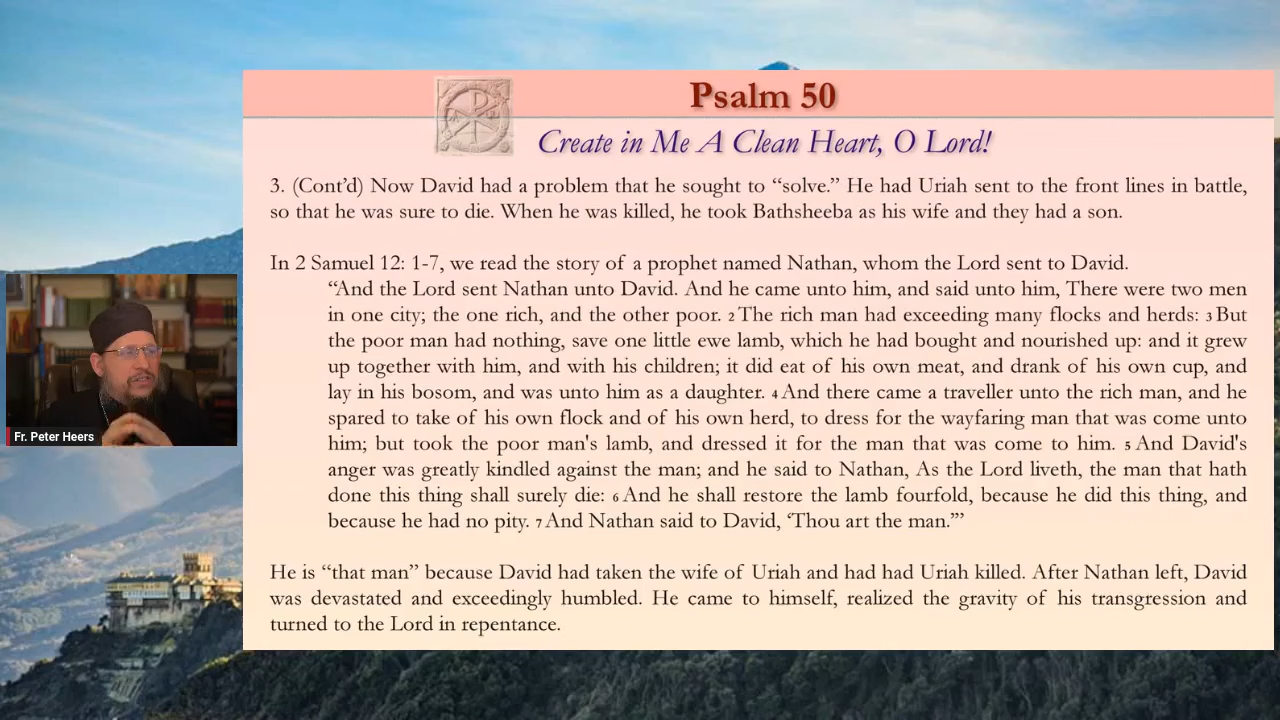 Psalm 50
Create in Me A Clean Heart, O Lord!
3. (Cont’d) Now David had a problem that he sought to “solve.” He had Uriah sent to the front lines in battle,
so that he was sure to die. When he was killed, he took Bathsheeba as his wife and they had a son.
In 2 Samuel 12: 1-7, we read the story of a prophet named Nathan, whom the Lord sent to David.
“And the Lord sent Nathan unto David. And he came unto him, and said unto him, There were two men
in one city; the one rich, and the other poor. 2 The rich man had exceeding many flocks and herds: 3 But
the poor man had nothing, save one little ewe lamb, which he had bought and nourished up: and it grew
up together with him, and with his children; it did eat of his own meat, and drank of his own cup, and
lay in his bosom, and was unto him as a daughter. 4 And there came a traveller unto the rich man, and he
spared to take of his own flock and of his own herd, to dress for the wayfaring man that was come unto
him; but took the poor man's lamb, and dressed it for the man that was come to him. 5 And David's
anger was greatly kindled against the man; and he said to Nathan, As the Lord liveth, the man that hath
done this thing shall surely die: 6 And he shall restore the lamb fourfold, because he did this thing, and
because he had no pity. 7 And Nathan said to David, ‘Thou art the man.’”
He is “that man” because David had taken the wife of Uriah and had had Uriah killed. After Nathan left, David
was devastated and exceedingly humbled. He came to himself, realized the gravity of his transgression and
turned to the Lord in repentance.
Fr. Peter Heers